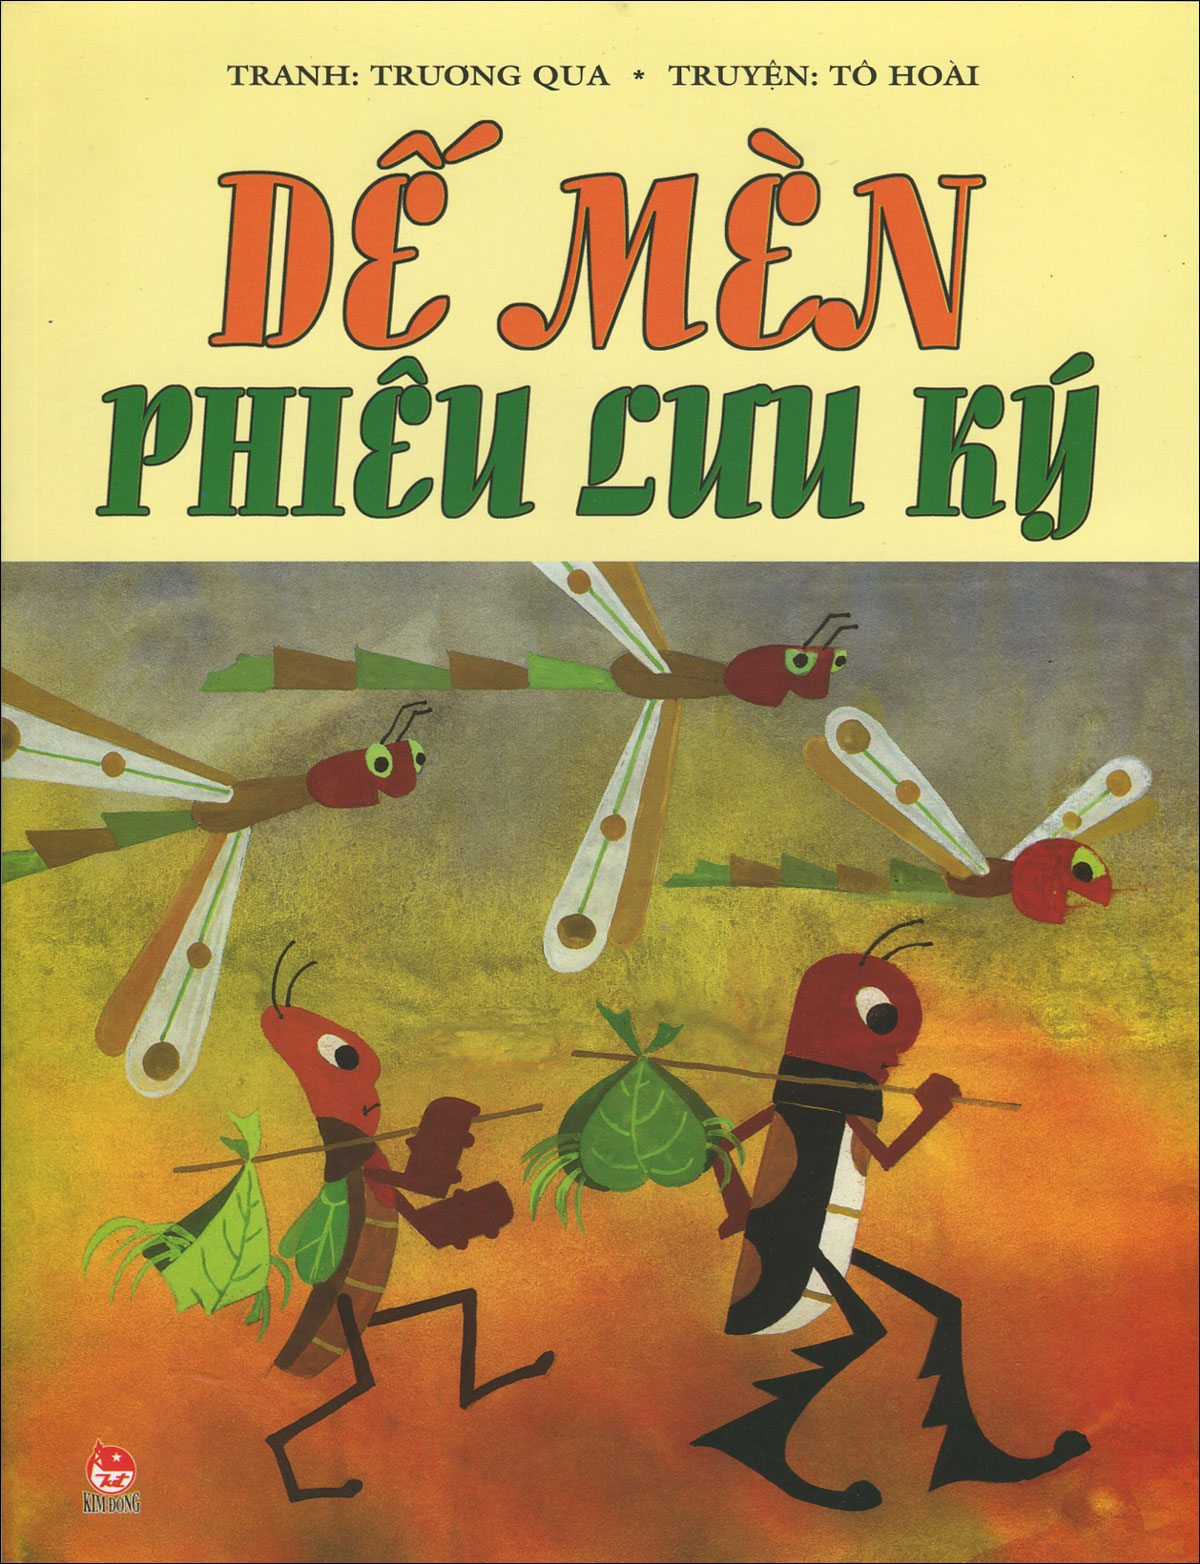 TRANH: TRƯƠNG QUA * TRUYỆN: TÔ HOÀI
DẾ MÈN
PHIÊU LƯU KÝ
KIM ĐỒNG